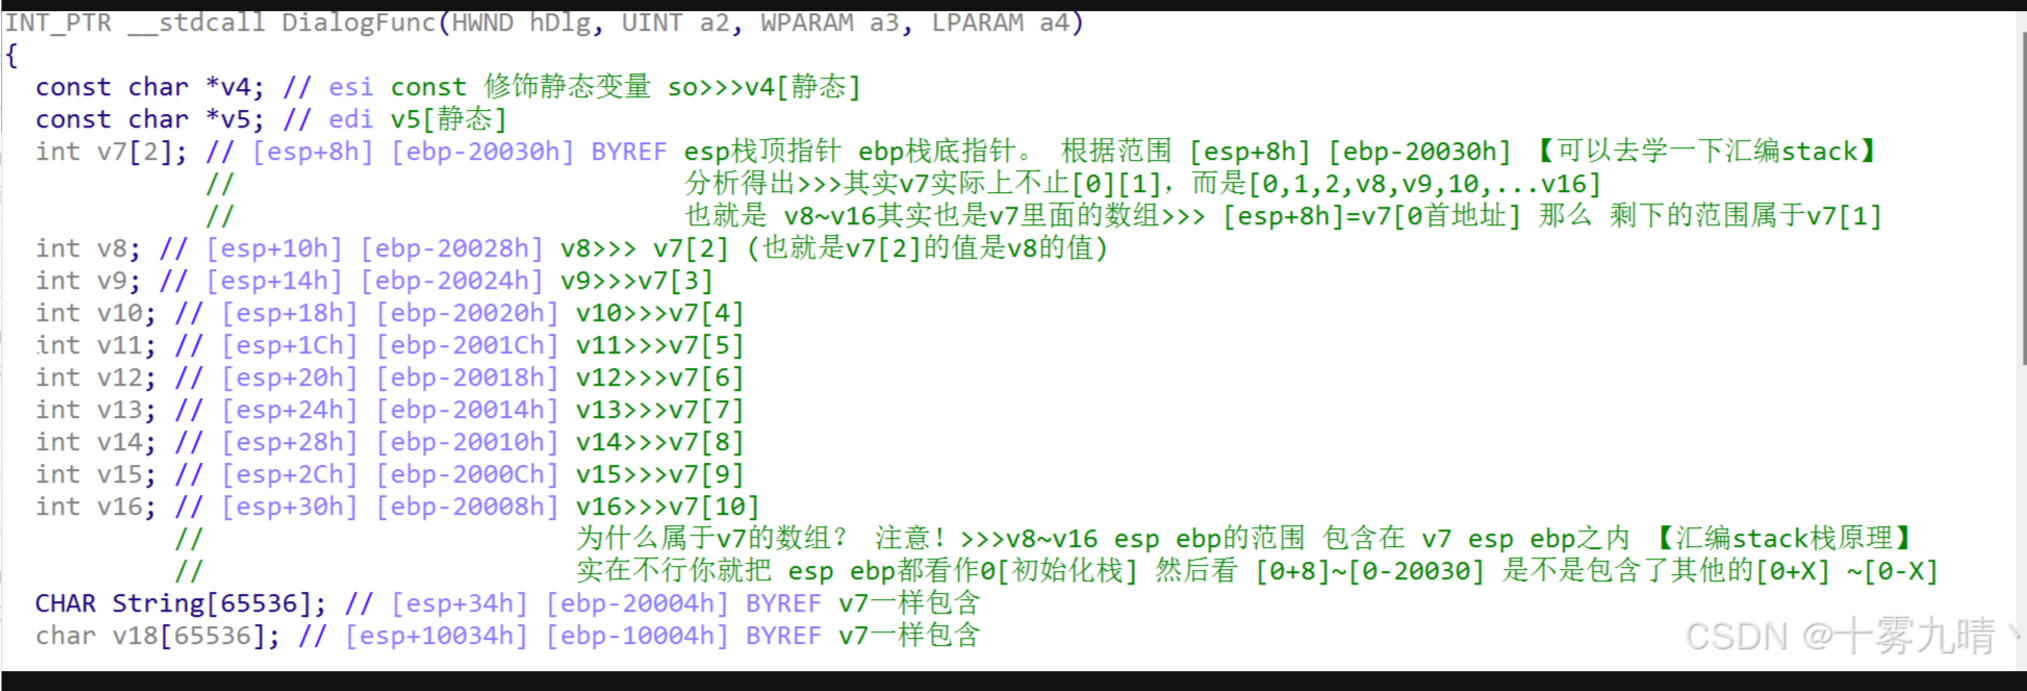 INT_PTR __stdcall DialogFunc(HWND hDlg, UINT a2, WPARAM a3, LPARAM a4)
{
const char *v4; // esi const 修饰静态变量 so>>>v4[静态]
const char *v5; // edi v5[静态]
int v7[2]; // [esp+8h] [ebp-20030h] BYREF esp栈顶指针 ebp栈底指针。 根据范围 [esp+8h] [ebp-20030h] 【可以去学一下汇编stack】
// 分析得出>>>其实v7实际上不止[0][1]，而是[0,1,2,v8,v9,10,...v16]
// 也就是 v8~v16其实也是v7里面的数组>>> [esp+8h]=v7[0首地址] 那么 剩下的范围属于v7[1]
int v8; // [esp+10h] [ebp-20028h] v8>>> v7[2] (也就是v7[2]的值是v8的值)
int v9; // [esp+14h] [ebp-20024h] v9>>>v7[3]
int v10; // [esp+18h] [ebp-20020h] v10>>>v7[4]
int v11; // [esp+1Ch] [ebp-2001Ch] v11>>>v7[5]
int v12; // [esp+20h] [ebp-20018h] v12>>>v7[6]
int v13; // [esp+24h] [ebp-20014h] v13>>>v7[7]
int v14; // [esp+28h] [ebp-20010h] v14>>>v7[8]
int v15; // [esp+2Ch] [ebp-2000Ch] v15>>>v7[9]
int v16; // [esp+30h] [ebp-20008h] v16>>>v7[10]
// 为什么属于v7的数组？ 注意！>>>v8~v16 esp ebp的范围 包含在 v7 esp ebp之内 【汇编stack栈原理】
// 实在不行你就把 esp ebp都看作0[初始化栈] 然后看 [0+8]~[0-20030] 是不是包含了其他的[0+X] ~[0-X]
CHAR String[65536]; // [esp+34h] [ebp-20004h] BYREF v7一样包含
char v18[65536]; // [esp+10034h] [ebp-10004h] BYREF v7一样包含
CSDN @十雾九晴丶